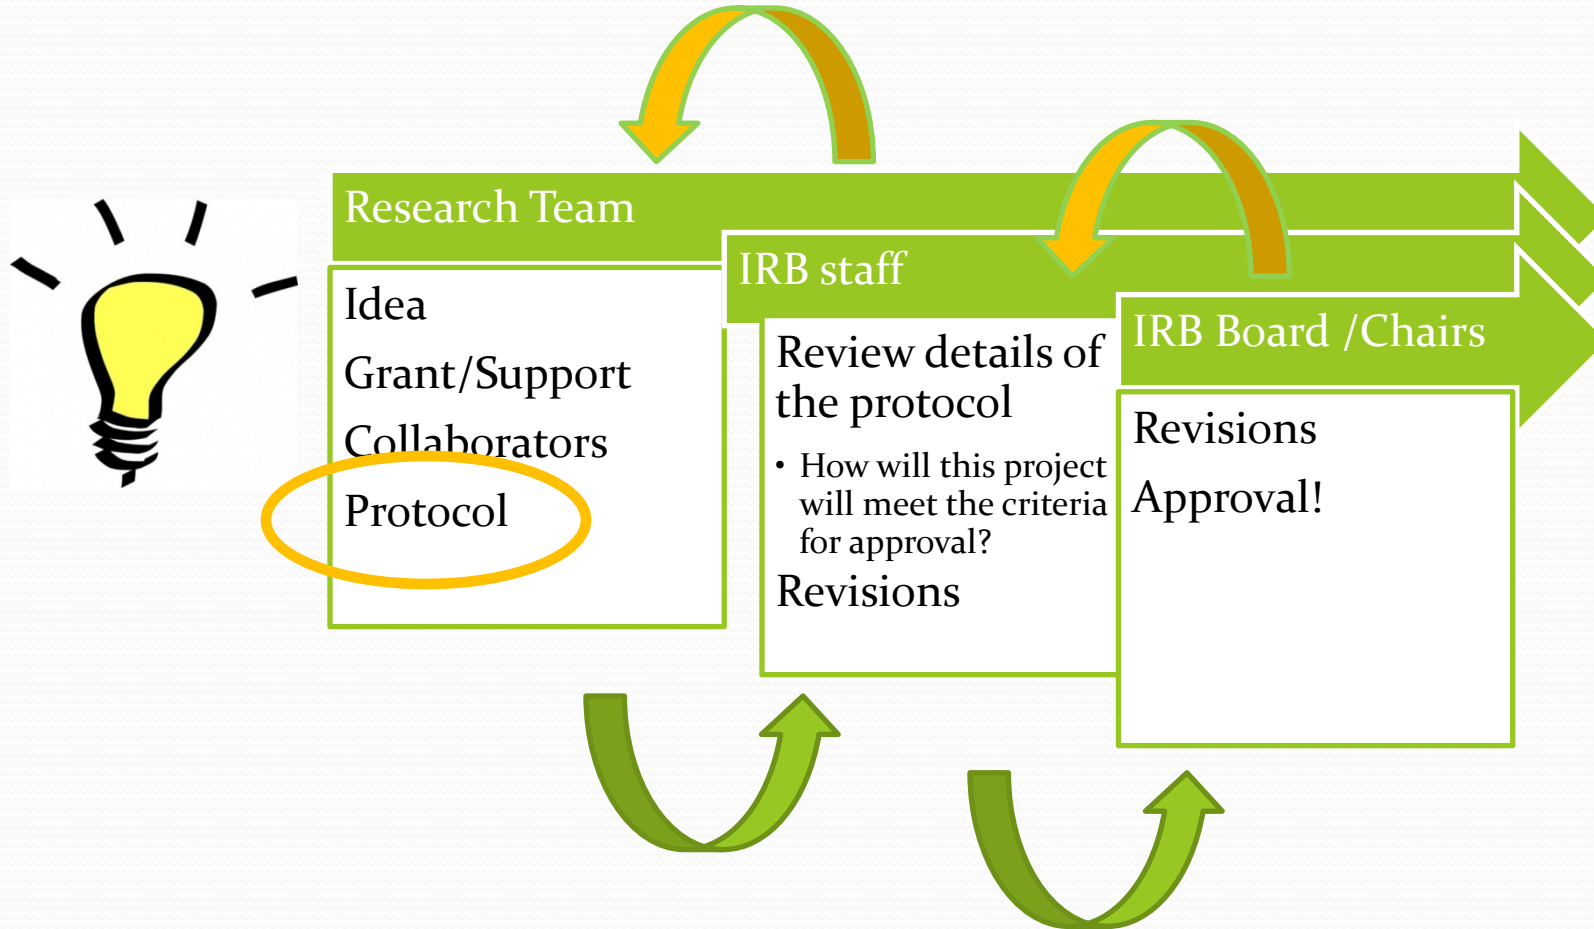 Research Team
Idea
Grant/Support
Collaborators
Protocol
IRB staff
Review details of
the protocol
• How will this project
will meet the criteria
for approval?
Revisions
IRB Board /Chairs
Revisions
Approval!